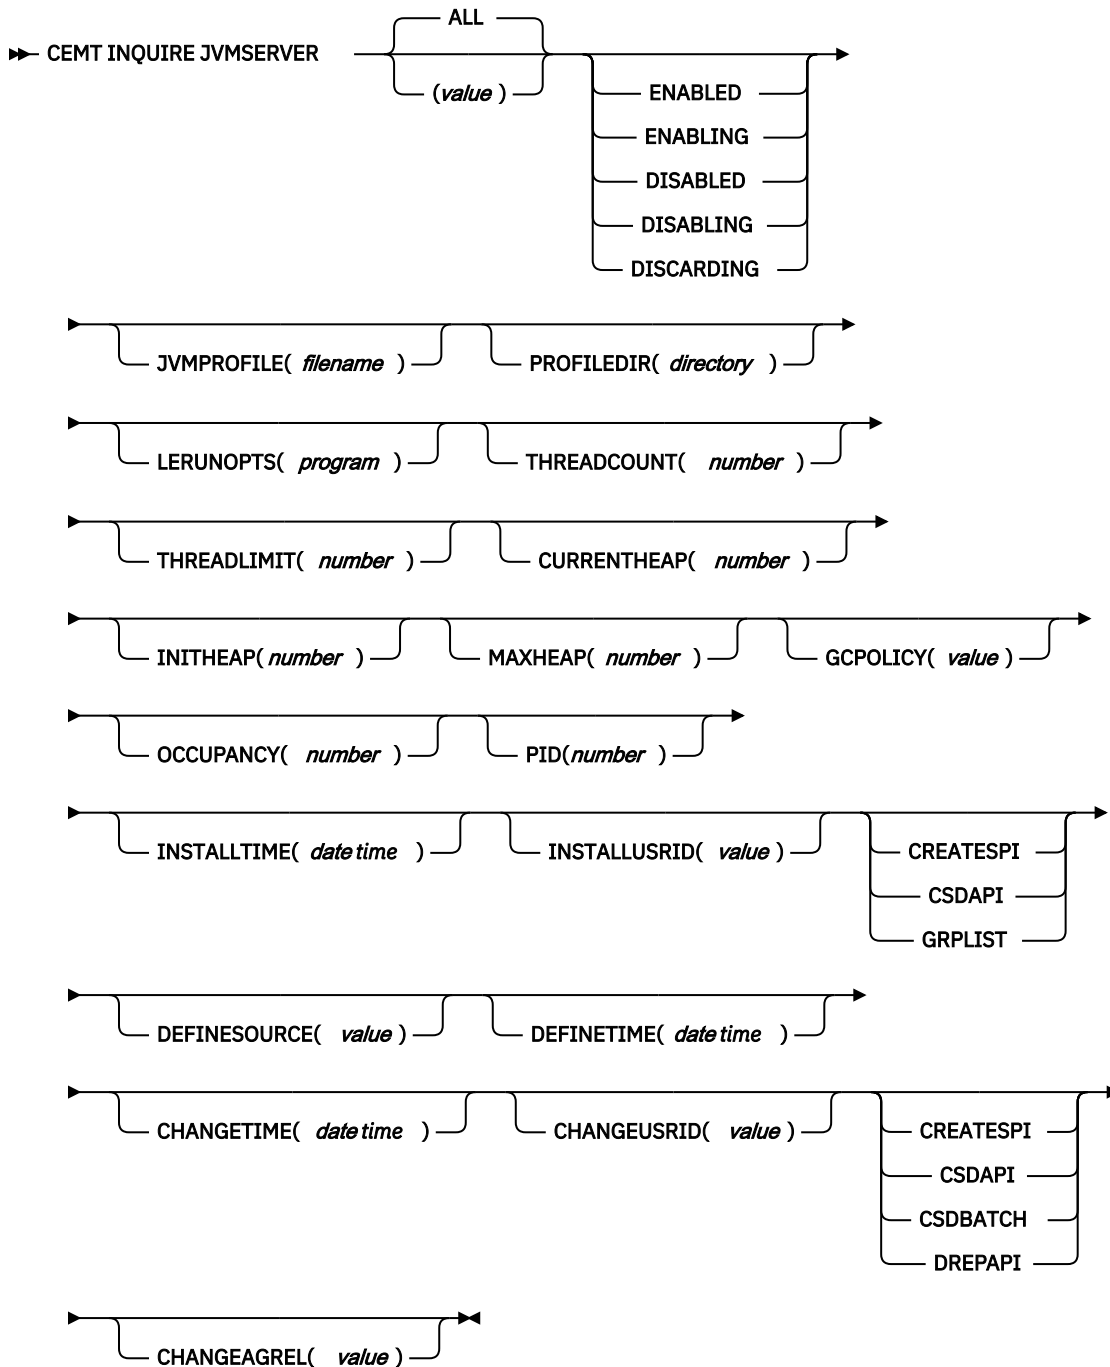 ALL
CEMT INQUIRE JVMSERVER
(value )
ENABLED
ENABLING
DISABLED
DISABLING
DISCARDING
JVMPROFILE( filename ) PROFILEDIR( directory )
LERUNOPTS( program ) THREADCOUNT( number )
THREADLIMIT( number ) CURRENTHEAP( number )
INITHEAP( number ) MAXHEAP( number ) GCPOLICY( value )
OCCUPANCY( number ) PID(number )
INSTALLTIME( date time ) INSTALLUSRID( value ) CREATESPI
CSDAPI
GRPLIST
DEFINESOURCE( value ) DEFINETIME( date time )
CHANGETIME( date time ) CHANGEUSRID( value ) CREATESPI
CSDAPI
CSDBATCH
DREPAPI
CHANGEAGREL( value )